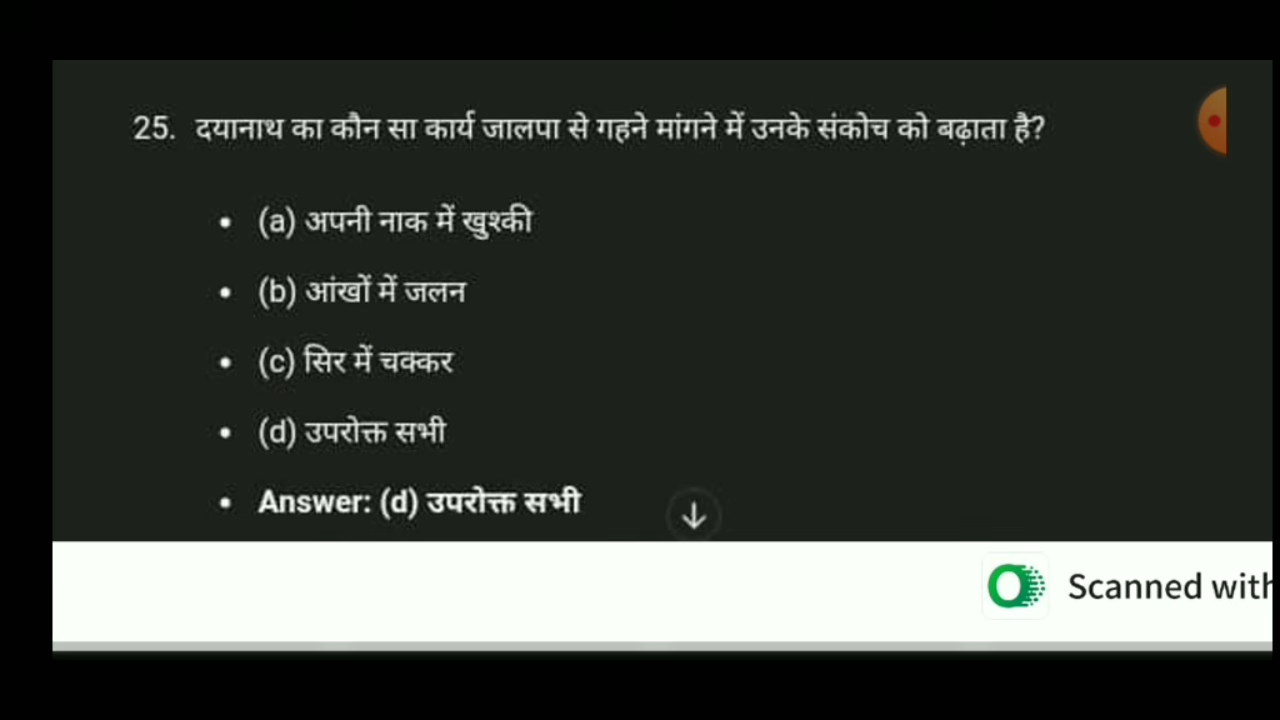 25. दयानाथ का कौन सा कार्य जालपा से गहने मांगने में उनके संकोच को बढ़ाता है?
• (a) अपनी नाक में खुश्की
• (b) आंखों में जलन
• (c) सिर में चक्कर
• (d) उपरोक्त सभी
• Answer: (d) उपरोक्त सभी
Scanned with